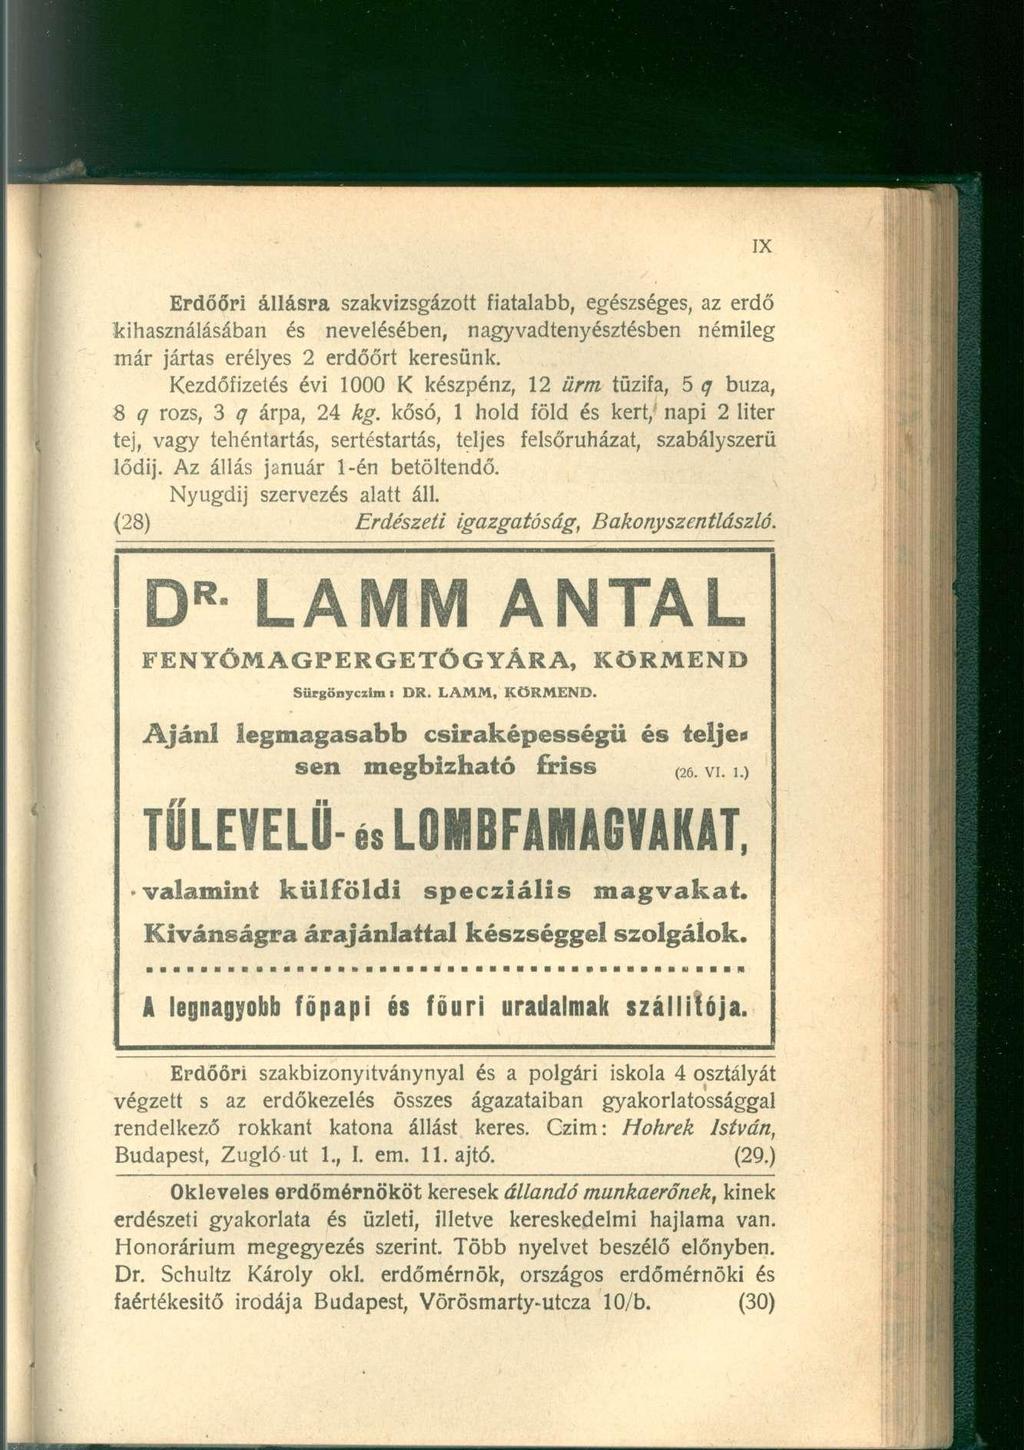 IX
Erdőőri állásra szakvizsgázott fiatalabb, egészséges, az erdő
kihasználásában és nevelésében, nagyvadtenyésztésben némileg
már jártas erélyes 2 erdőőrt keresünk.
Kezdőfizetés évi 1000 K készpénz, 12 ürm tüzifa, 5 q buza,
8 q rozs, 3 q árpa, 24 kg. kősó, 1 hold föld és kert, napi 2 liter
tej, vagy tehéntartás, sertéstartás, teljes felsőruházat, szabályszerü
lődij. Az állás január 1-én betöltendő.
Nyugdij szervezés alatt áll.
(28) Erdészeti igazgatóság, Bakonyszentlászló.
DR. LAMM ANTAL
FENYŐMAGPERGETŐGYÁRA, KÖRMEND
Sürgönyczim: DR. LAMM, KÖRMEND.
Ajánl legmagasabb csiraképességü és telje-
sen megbizható friss (26. VI. 1.)
TŰLEVELÜ- és LOMBFAMAGVAKAT,
valamint külföldi specziális magvakat.
Kivánságra árajánlattal készséggel szolgálok.
A legnagyobb főpapi és főuri uradalmak szállitója.
Erdőőri szakbizonyitványnyal és a polgári iskola 4 osztályát
végzett s az erdőkezelés összes ágazataiban gyakorlatossággal
rendelkező rokkant katona állást keres. Czim: Hohrek István,
Budapest, Zugló-ut 1., I. em. 11. ajtó. (29.)
Okleveles erdőmérnököt keresek állandó munkaerőnek, kinek
erdészeti gyakorlata és üzleti, illetve kereskedelmi hajlama van.
Honorárium megegyezés szerint. Több nyelvet beszélő előnyben.
Dr. Schultz Károly okl. erdőmérnök, országos erdőmérnöki és
faértékesitő irodája Budapest, Vörösmarty-utcza 10/b. (30)